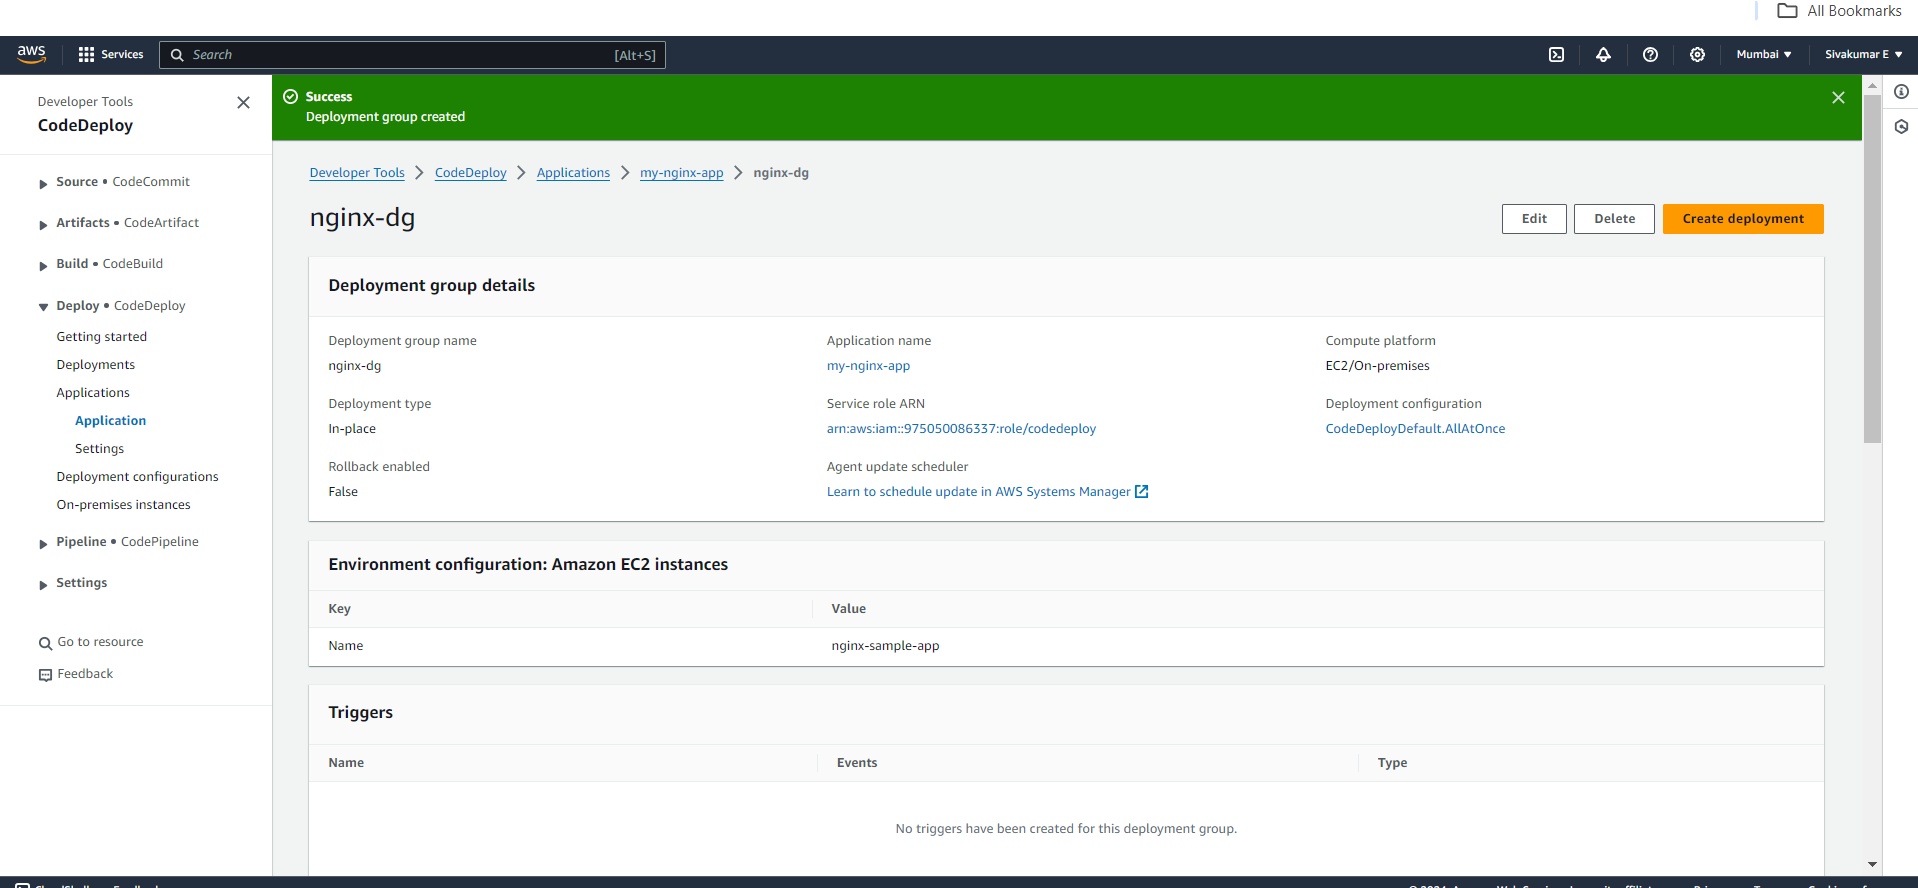 All Bookmarks
aws
Services
Search
[Alt+S]
Mumbai
Sivakumar E
Developer Tools
CodeDeploy
Source • CodeCommit
Artifacts • CodeArtifact
Build • CodeBuild
Deploy • CodeDeploy
Getting started
Deployments
Applications
Application
Settings
Deployment configurations
On-premises instances
Pipeline • CodePipeline
Settings
Go to resource
Feedback
Success
Deployment group created
Developer Tools
CodeDeploy
Applications
my-nginx-app
nginx-dg
nginx-dg
Edit
Delete
Create deployment
Deployment group details
Deployment group name
nginx-dg
Application name
my-nginx-app
Compute platform
EC2/On-premises
Deployment type
In-place
Service role ARN
arn:aws:iam::975050086337:role/codedeploy
Deployment configuration
CodeDeployDefault.AllAtOnce
Rollback enabled
False
Agent update scheduler
Learn to schedule update in AWS Systems Manager
Environment configuration: Amazon EC2 instances
Key
Value
Name
nginx-sample-app
Triggers
Name
Events
Type
No triggers have been created for this deployment group.